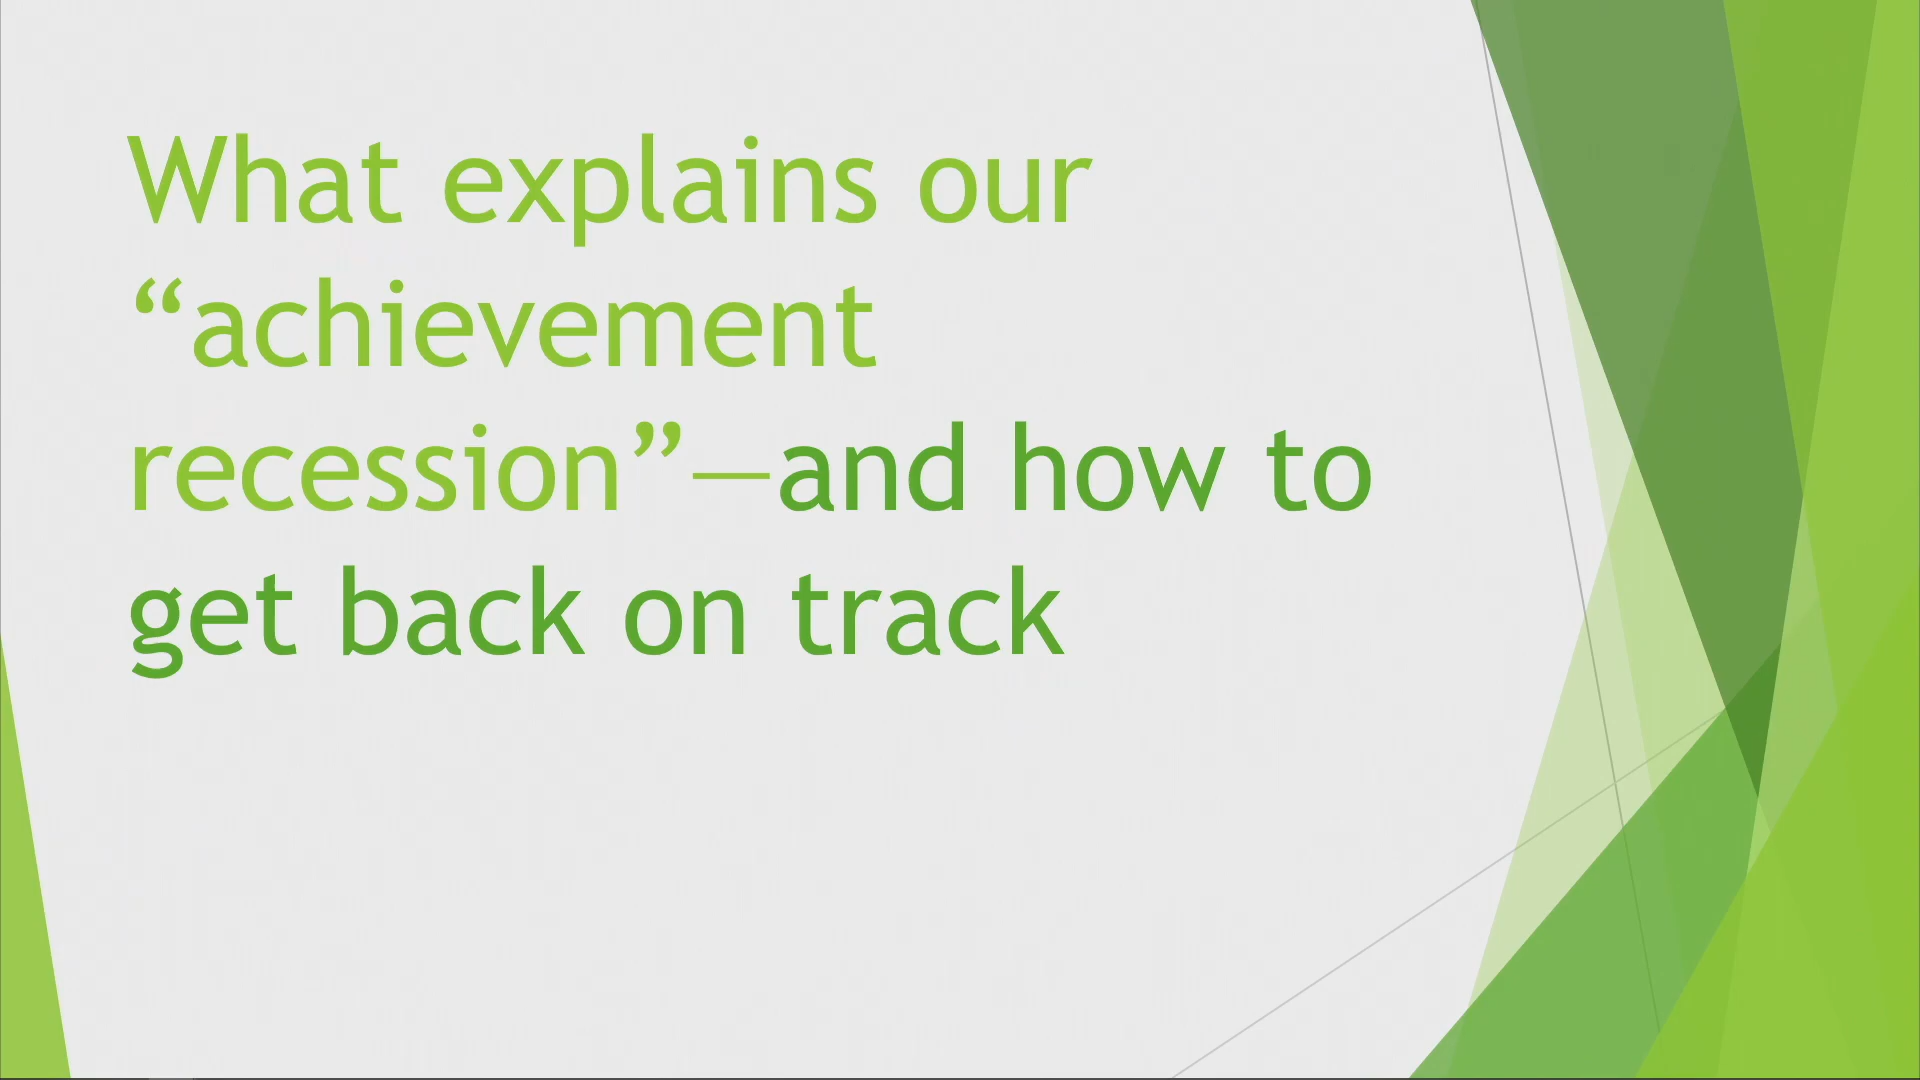 What explains our
“achievement
recession”—and how to
get back on track